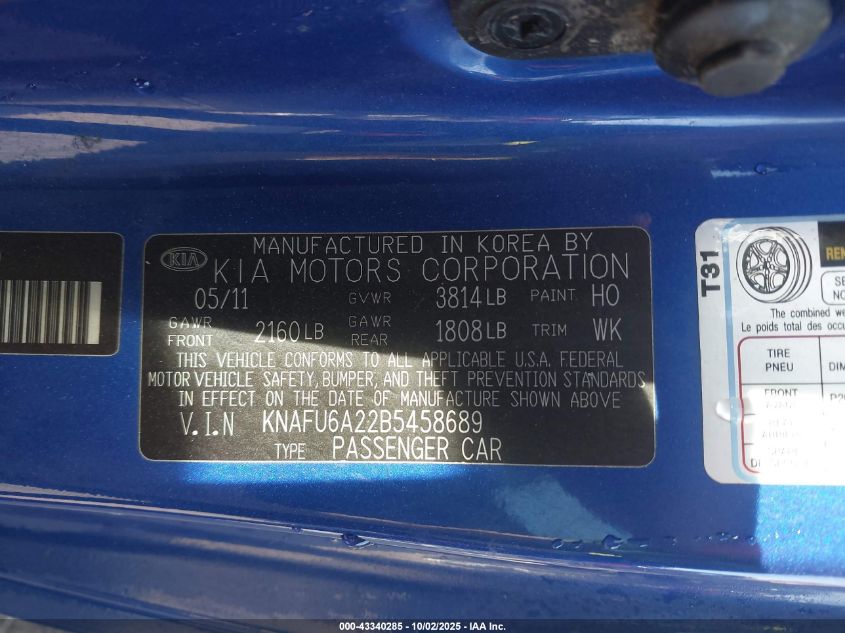 KIA
MANUFACTURED IN KOREA BY
KIA MOTORS CORPORATION
05/11 GVWR 3814LB PAINT HO
GAWR FRONT 2160LB GAWR REAR 1808LB TRIM WK
THIS VEHICLE CONFORMS TO ALL APPLICABLE U.S.A. FEDERAL
MOTOR VEHICLE SAFETY, BUMPER, AND THEFT PREVENTION STANDARDS
IN EFFECT ON THE DATE OF MANUFACTURE SHOWN ABOVE
V.I.N KNAFU6A22B5458689
TYPE PASSENGER CAR
T31
The combined we
Le poids total des occu
TIRE
PNEU
DIM
FRONT
000-43340285 - 10/02/2025 - IAA Inc.